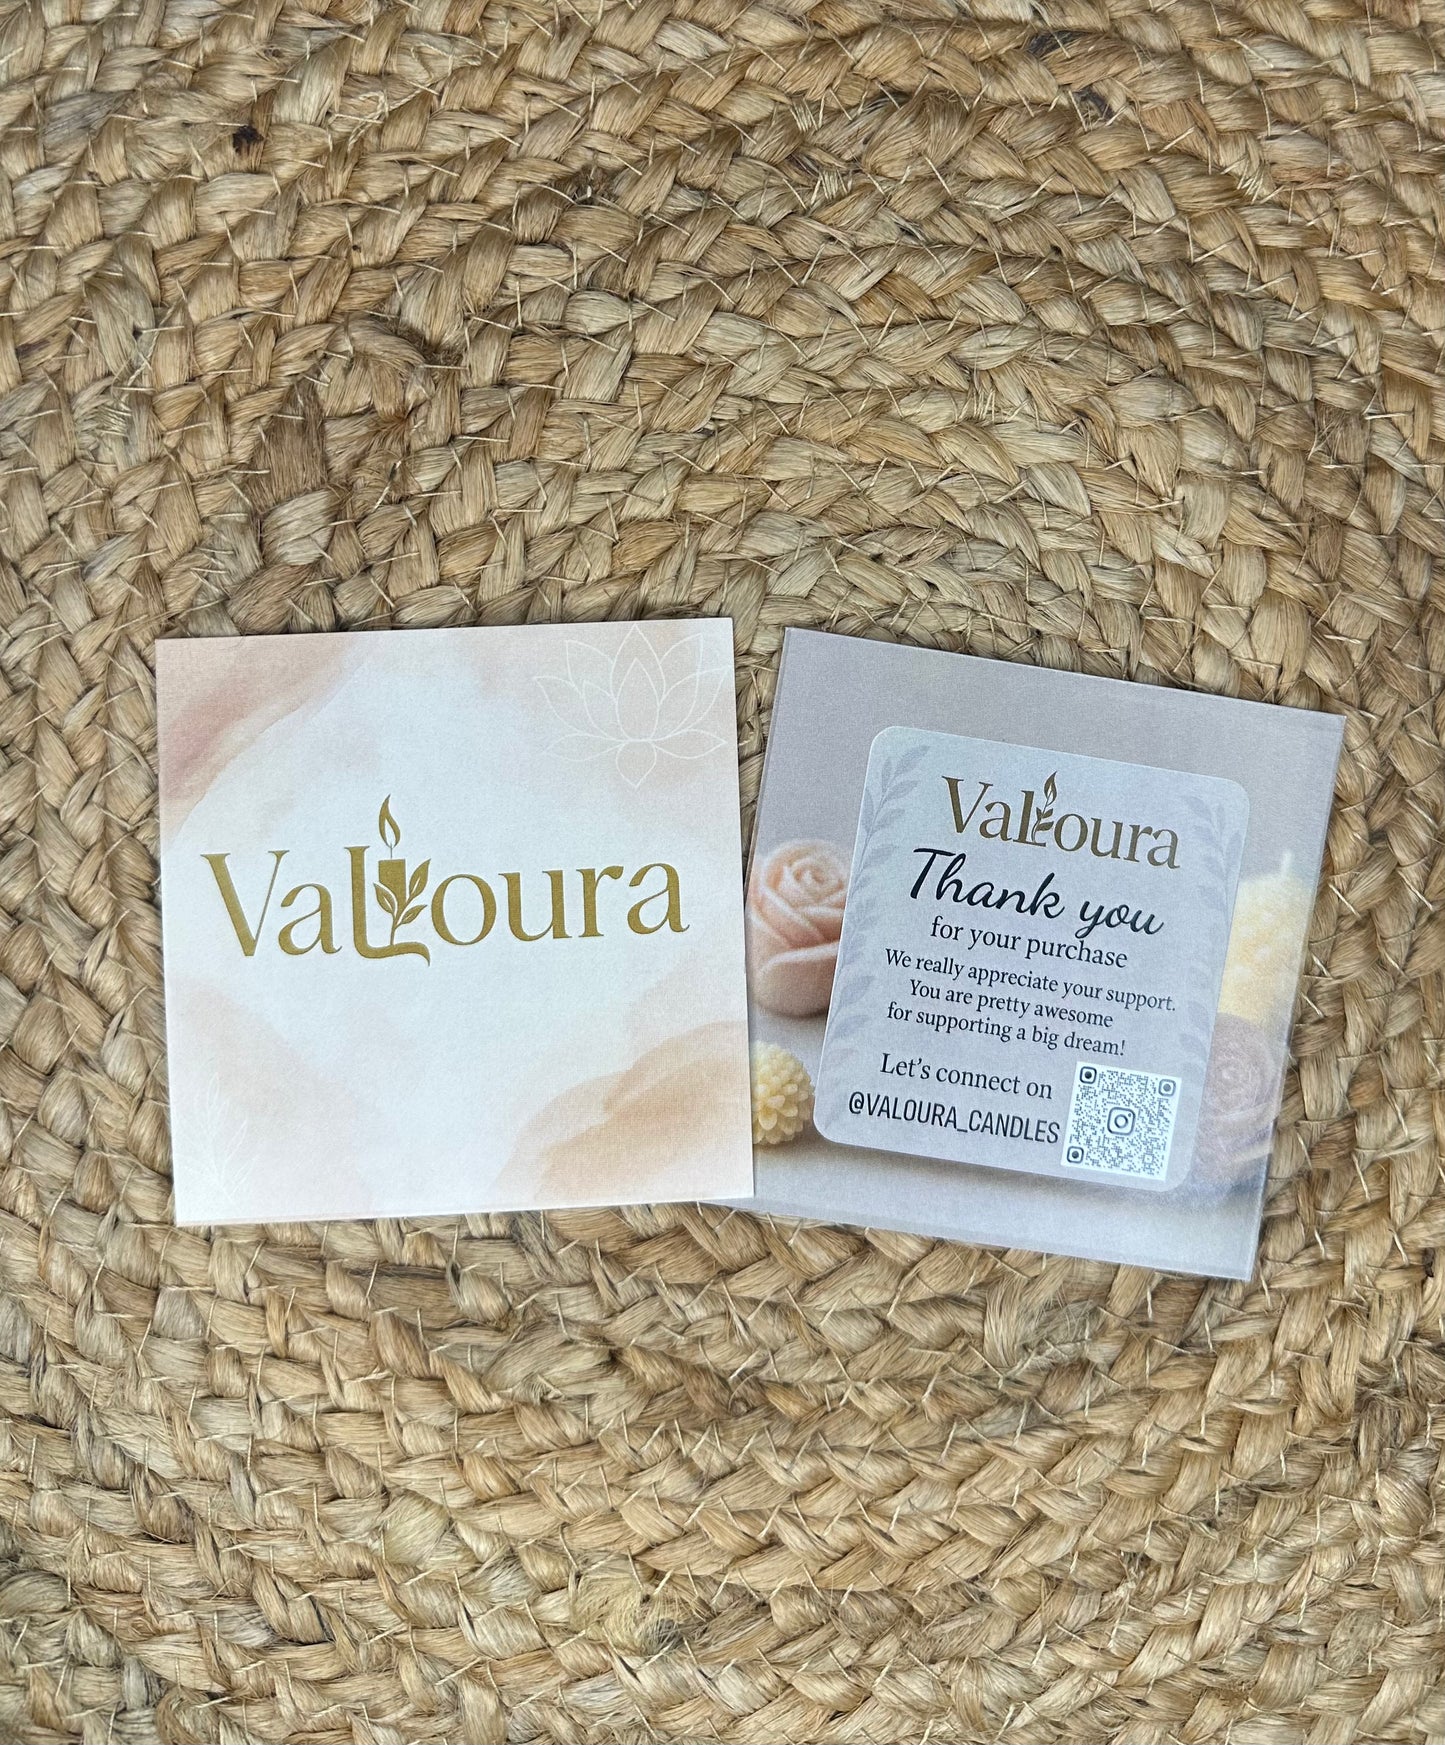 Valoura
Valoura
Thank you
for your purchase
We really appreciate your support.
You are pretty awesome
for supporting a big dream!
Let's connect on
@VALOURA_CANDLES